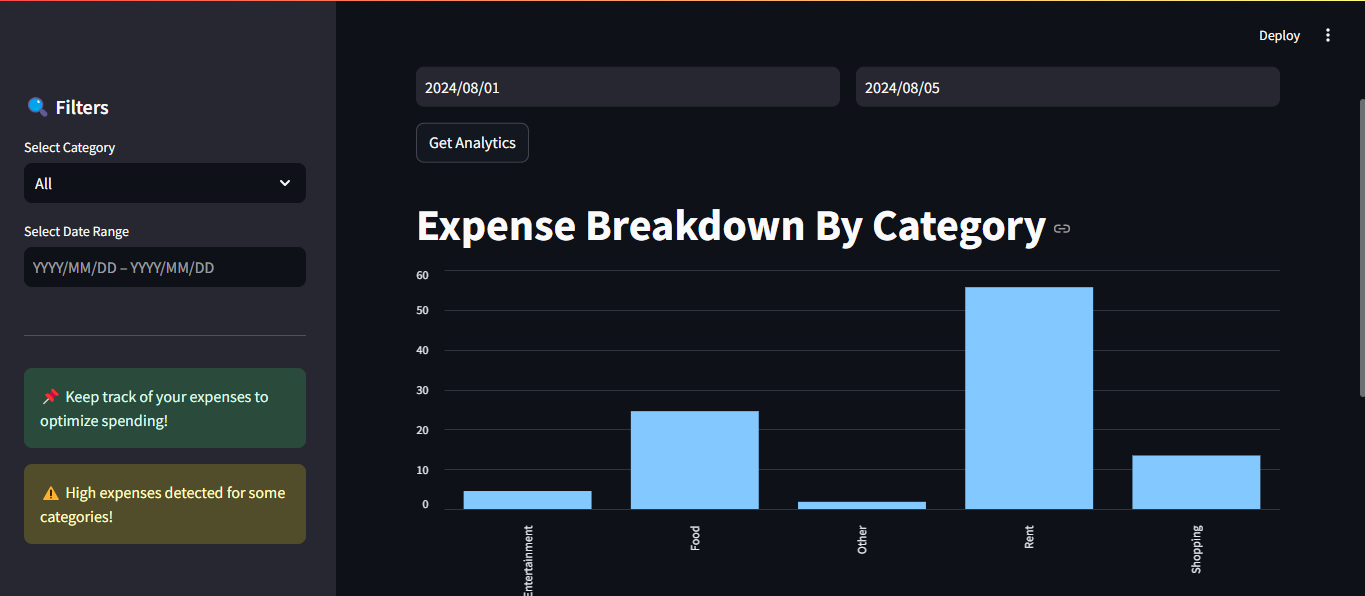 Deploy
Filters
Select Category
All
Select Date Range
YYYY/MM/DD – YYYY/MM/DD
Keep track of your expenses to
optimize spending!
High expenses detected for some
categories!
2024/08/01
2024/08/05
Get Analytics
Expense Breakdown By Category
60
50
40
30
20
10
0
Entertainment
Food
Other
Rent
Shopping